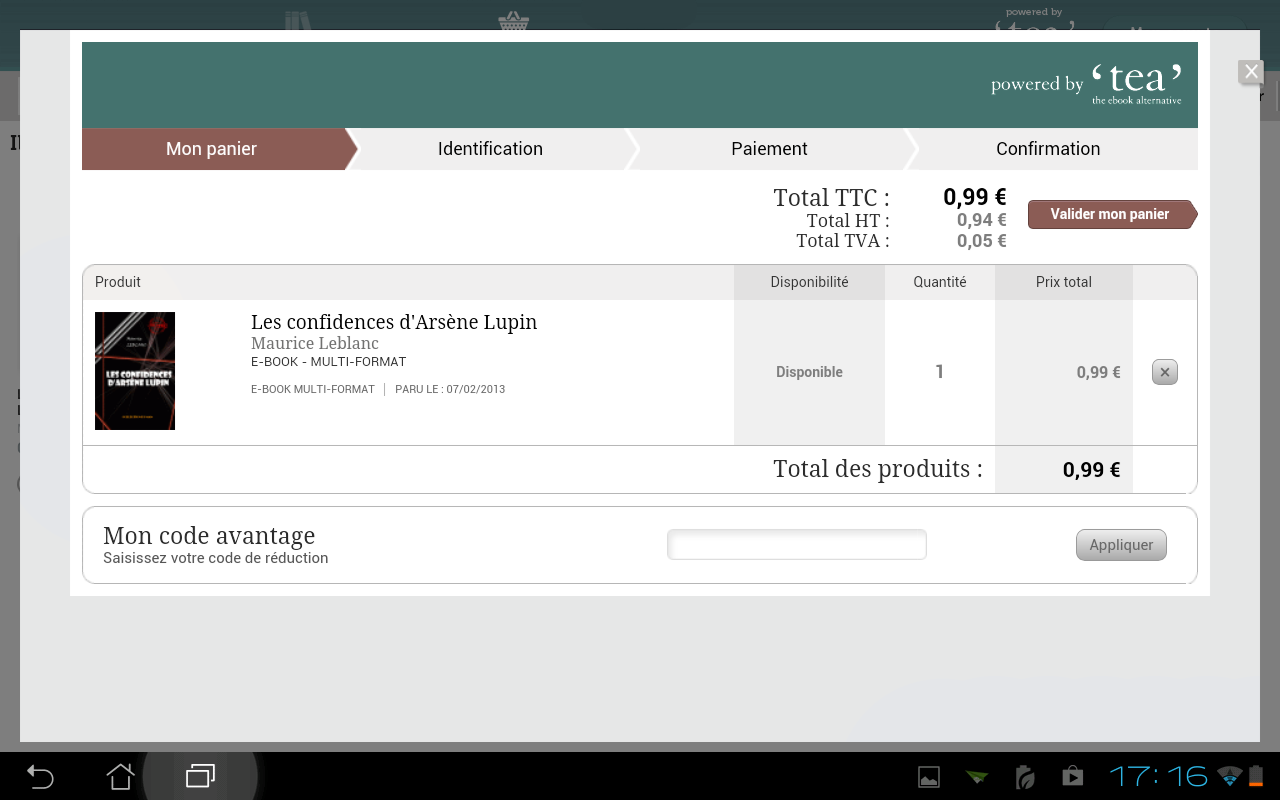 powered by
powered by ‘tea’
the ebook alternative
Mon panier
Identification
Paiement
Confirmation
Total TTC : 0,99 €
Total HT : 0,94 €
Total TVA : 0,05 €
Valider mon panier
Produit
Disponibilité
Quantité
Prix total
LES CONFIDENCES
D'ARSÈNE LUPIN
Les confidences d'Arsène Lupin
Maurice Leblanc
E-BOOK - MULTI-FORMAT
E-BOOK MULTI-FORMAT | PARU LE : 07/02/2013
Disponible
1
0,99 €
Total des produits : 0,99 €
Mon code avantage
Saisissez votre code de réduction
Appliquer
17:16